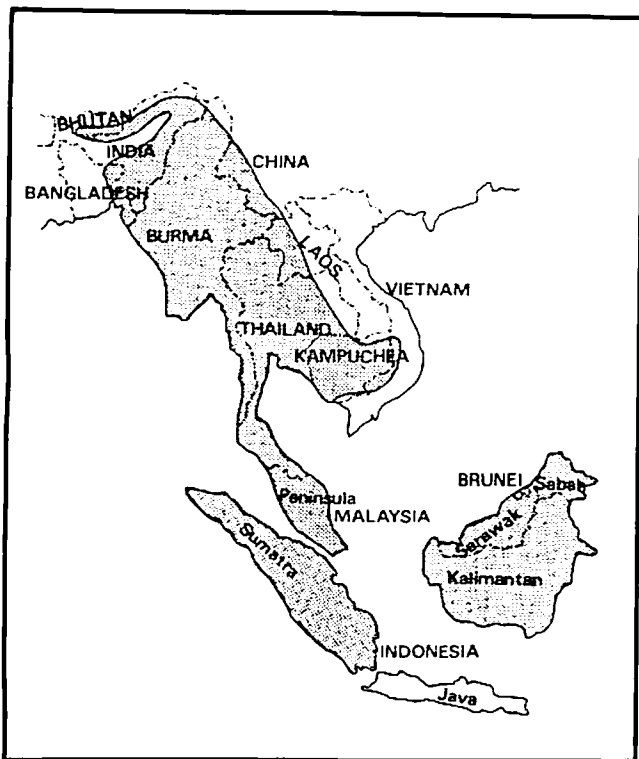 BHUTAN
INDIA
CHINA
BANGLADESH
BURMA
LAOS
VIETNAM
THAILAND
KAMPUCHEA
BRUNEI
Sabah
Peninsula
MALAYSIA
Sarawak
Sumatra
Kalimantan
INDONESIA
Java